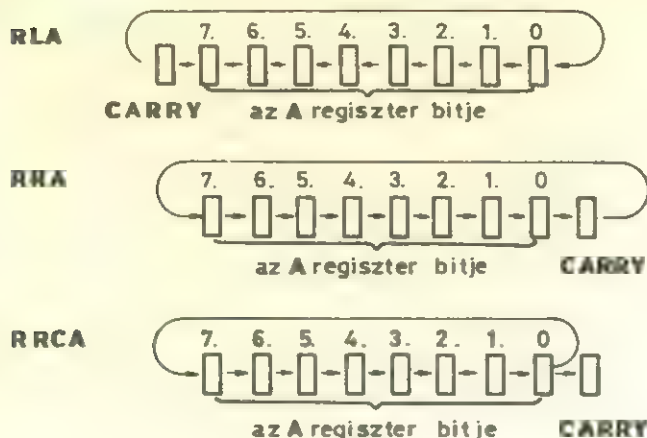 RLA 7. 6. 5. 4. 3. 2. 1. 0
CARRY az A regiszter bitje
RRA 7. 6. 5. 4. 3. 2. 1. 0
az A regiszter bitje CARRY
RRCA 7. 6. 5. 4. 3. 2. 1. 0
az A regiszter bitje CARRY